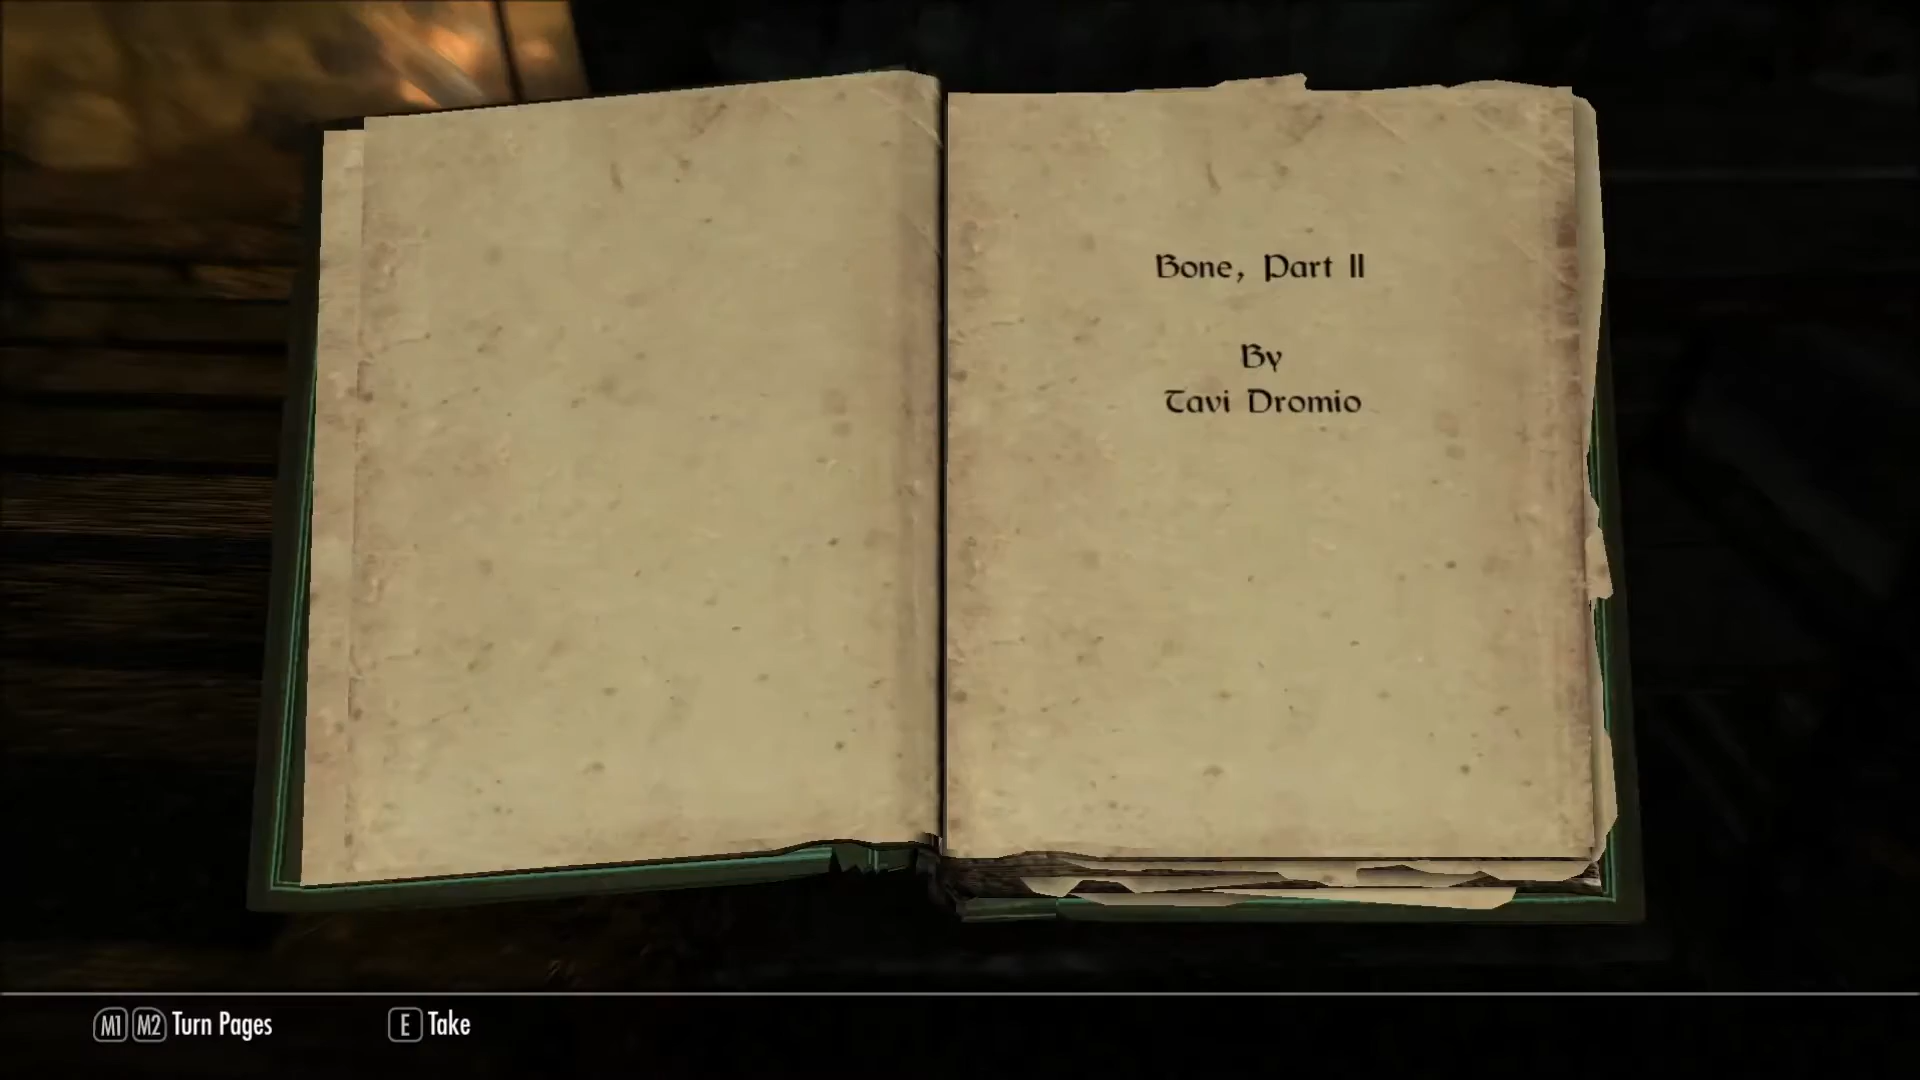 Bone, Part II
By
Tavi Dromio
M1 M2 Turn Pages
E Take